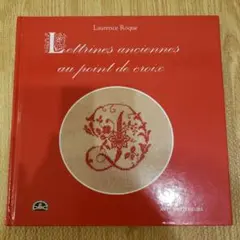 Laurence Roque
Lettrines anciennes
au point de croix